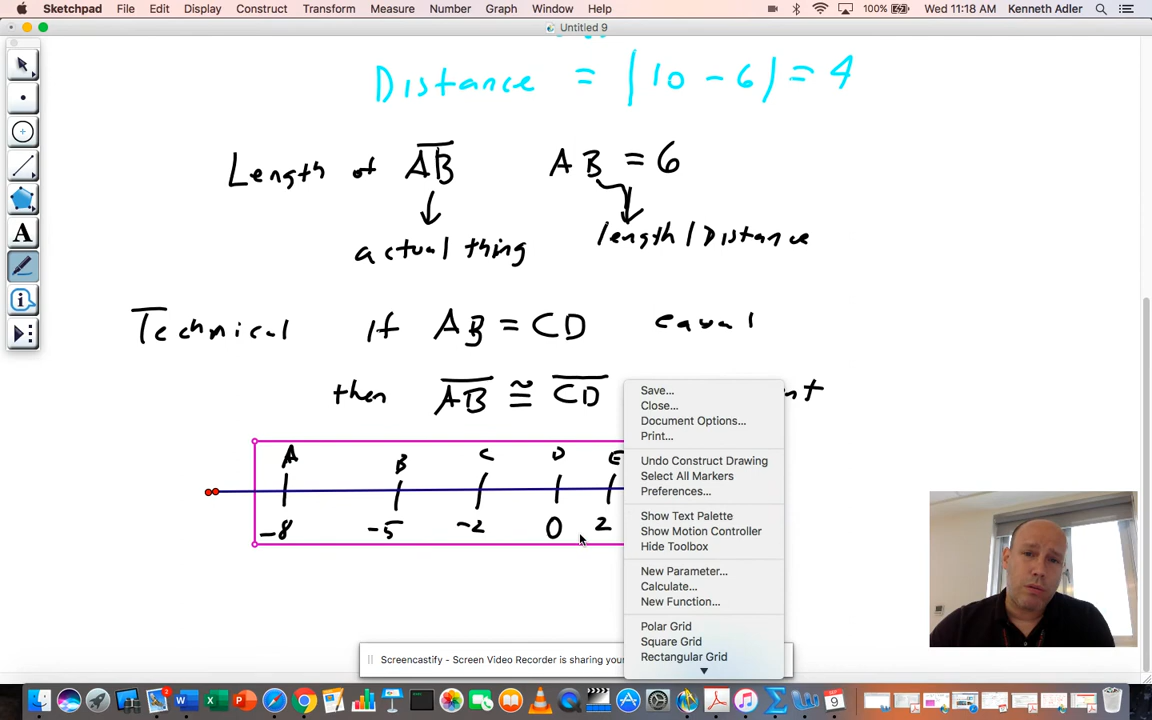 Sketchpad File Edit Display Construct Transform Measure Number Graph Window Help 100% Wed 11:18 AM Kenneth Adler
Untitled 9
Distance = |10 - 6| = 4
Length of AB AB = 6
actual thing length/Distance
Technical If AB = CD equal
then AB ≅ CD nt
A B C D E
-8 -5 -2 0 2
Save...
Close...
Document Options...
Print...
Undo Construct Drawing
Select All Markers
Preferences...
Show Text Palette
Show Motion Controller
Hide Toolbox
New Parameter...
Calculate...
New Function...
Polar Grid
Square Grid
Rectangular Grid
Screencastify - Screen Video Recorder is sharing your